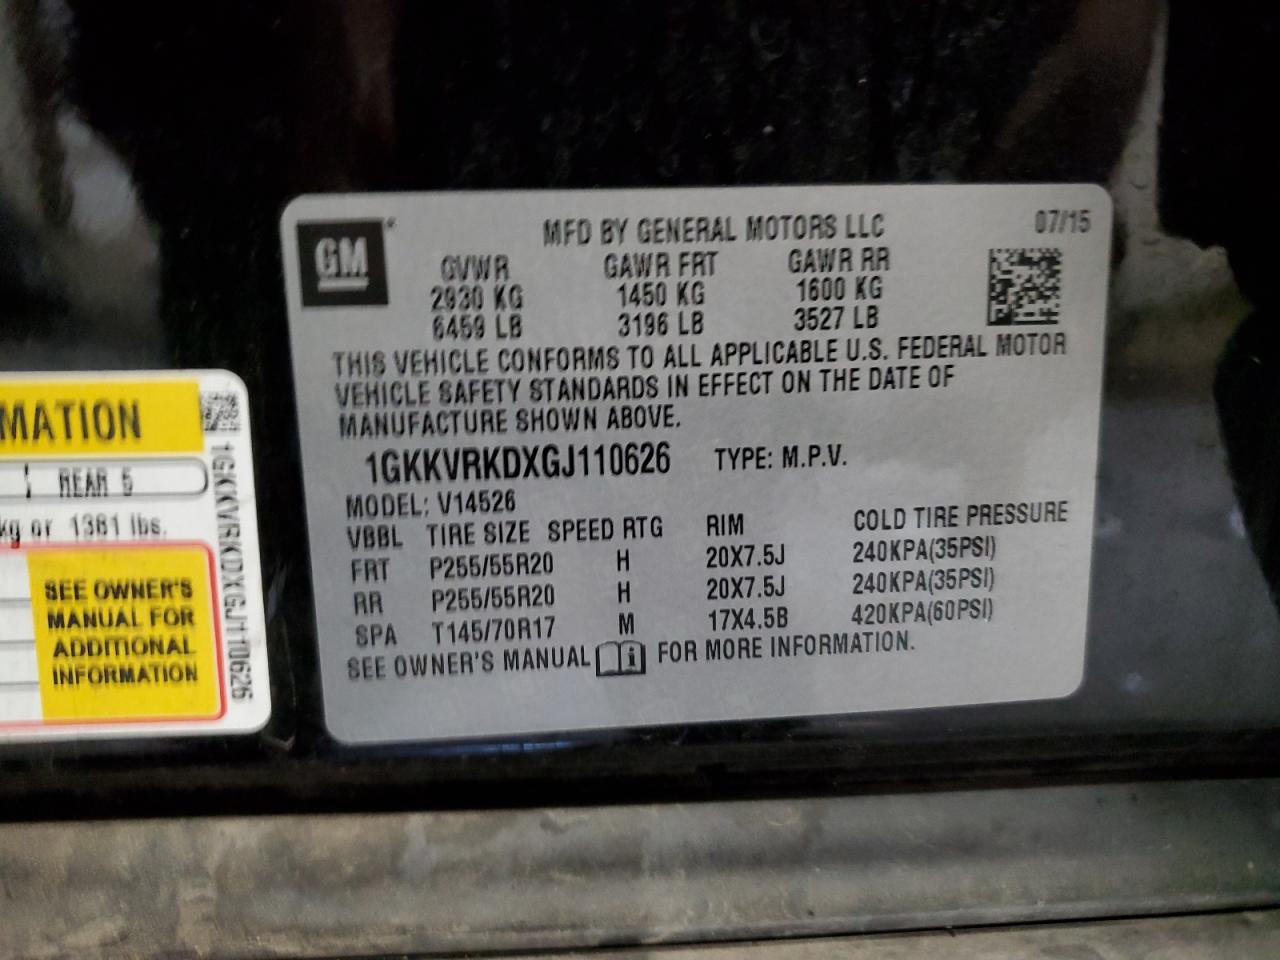 GM
MFD BY GENERAL MOTORS LLC 07/15
GVWR GAWR FRT GAWR RR
2930 KG 1450 KG 1600 KG
6459 LB 3196 LB 3527 LB
THIS VEHICLE CONFORMS TO ALL APPLICABLE U.S. FEDERAL MOTOR
VEHICLE SAFETY STANDARDS IN EFFECT ON THE DATE OF
MANUFACTURE SHOWN ABOVE.
1GKKVRKDXGJ110626 TYPE: M.P.V.
MODEL: V14526
VBBL TIRE SIZE SPEED RTG RIM COLD TIRE PRESSURE
FRT P255/55R20 H 20X7.5J 240KPA(35PSI)
RR P255/55R20 H 20X7.5J 240KPA(35PSI)
SPA T145/70R17 M 17X4.5B 420KPA(60PSI)
SEE OWNER'S MANUAL FOR MORE INFORMATION.
MATION
REAR 5
kg or 1381 lbs.
SEE OWNER'S
MANUAL FOR
ADDITIONAL
INFORMATION
1GKKVRKDXGJ110626